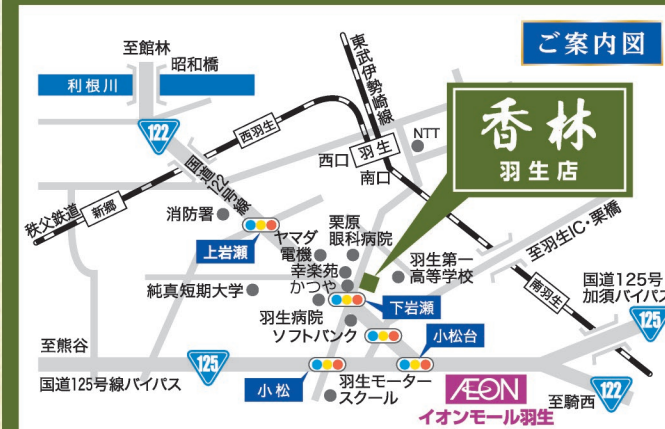 ご案内図
至館林
昭和橋
利根川
122
東武伊勢崎線
西羽生
羽生
西口
南口
NTT
香林
羽生店
国道122号線
秩父鉄道
新郷
消防署
上岩瀬
ヤマダ
電機
栗原
眼科病院
幸楽苑
かつや
羽生第一
高等学校
至羽生IC・栗橋
純真短期大学
下岩瀬
羽生病院
ソフトバンク
小松台
南羽生
国道125号
加須バイパス
125
至熊谷
125
国道125号線バイパス
小松
羽生モーター
スクール
ÆON
イオンモール羽生
至騎西
122